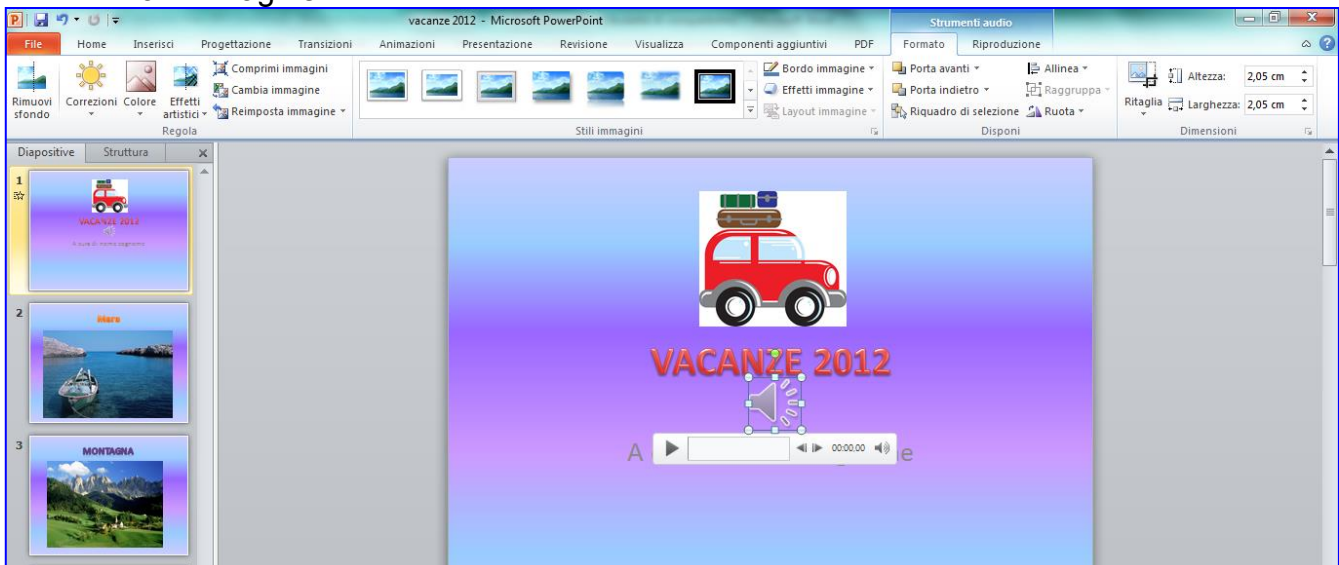 vacanze 2012 - Microsoft PowerPoint
Strumenti audio
File Home Inserisci Progettazione Transizioni Animazioni Presentazione Revisione Visualizza Componenti aggiuntivi PDF Formato Riproduzione
Rimuovi sfondo
Correzioni
Colore
Effetti artistici
Comprimi immagini
Cambia immagine
Reimposta immagine
Regola
Bordo immagine
Effetti immagine
Layout immagine
Stili immagini
Porta avanti
Porta indietro
Riquadro di selezione
Allinea
Raggruppa
Ruota
Disponi
Ritaglia
Altezza: 2,05 cm
Larghezza: 2,05 cm
Dimensioni
Diapositive Struttura
1
VACANZE 2012
A cura di nome cognome
2
Mare
3
MONTAGNA
VACANZE 2012
A
00:00,00
e